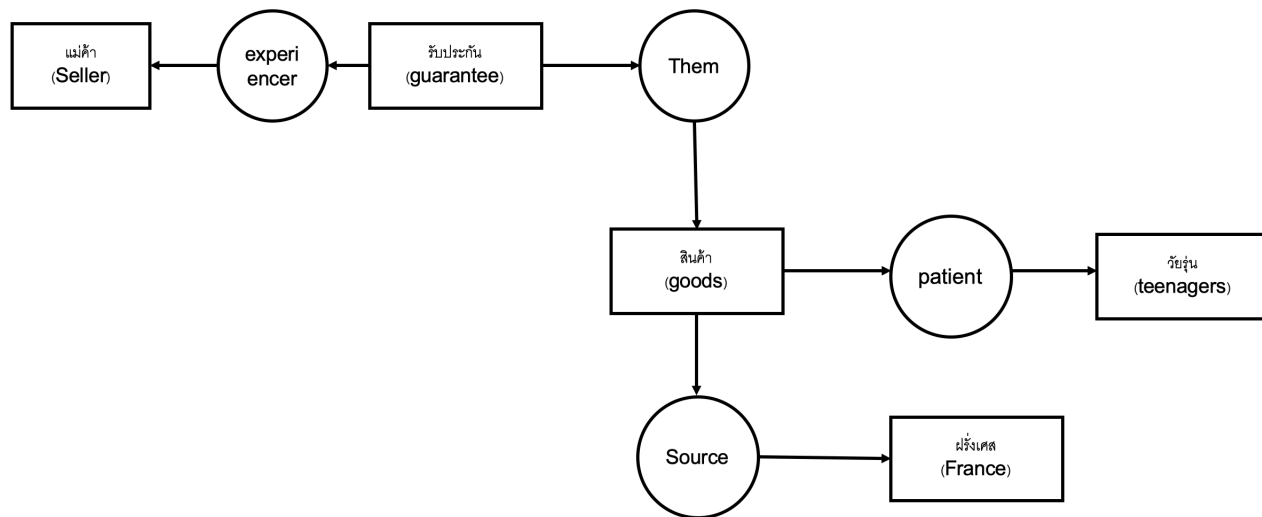 แม่ค้า
(Seller)
experi
encer
รับประกัน
(guarantee)
Them
สินค้า
(goods)
patient
วัยรุ่น
(teenagers)
Source
ฝรั่งเศส
(France)